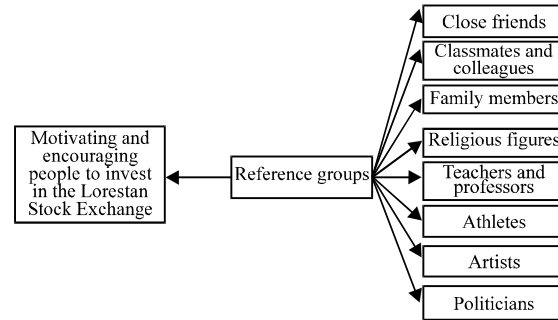 Motivating and
encouraging
people to invest
in the Lorestan
Stock Exchange
Reference groups
Close friends
Classmates and
colleagues
Family members
Religious figures
Teachers and
professors
Athletes
Artists
Politicians